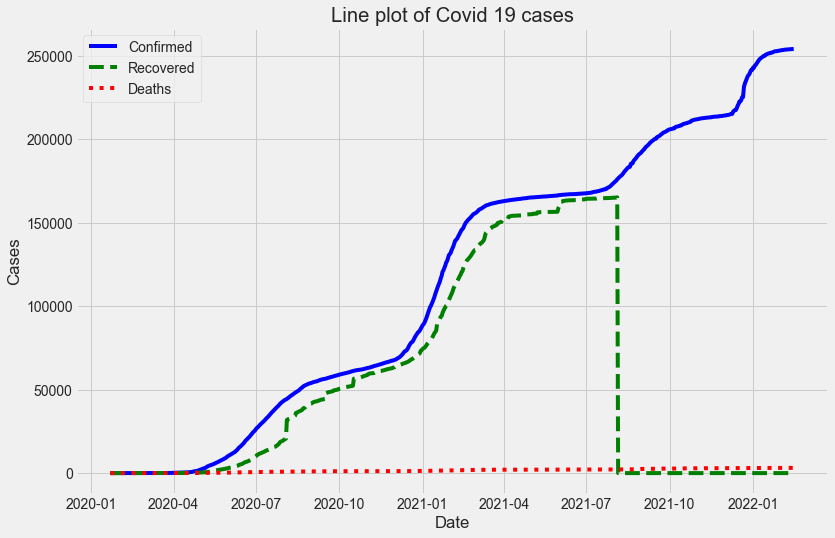 Line plot of Covid 19 cases
Confirmed
Recovered
Deaths
250000
200000
150000
100000
50000
0
Cases
2020-01 2020-04 2020-07 2020-10 2021-01 2021-04 2021-07 2021-10 2022-01
Date